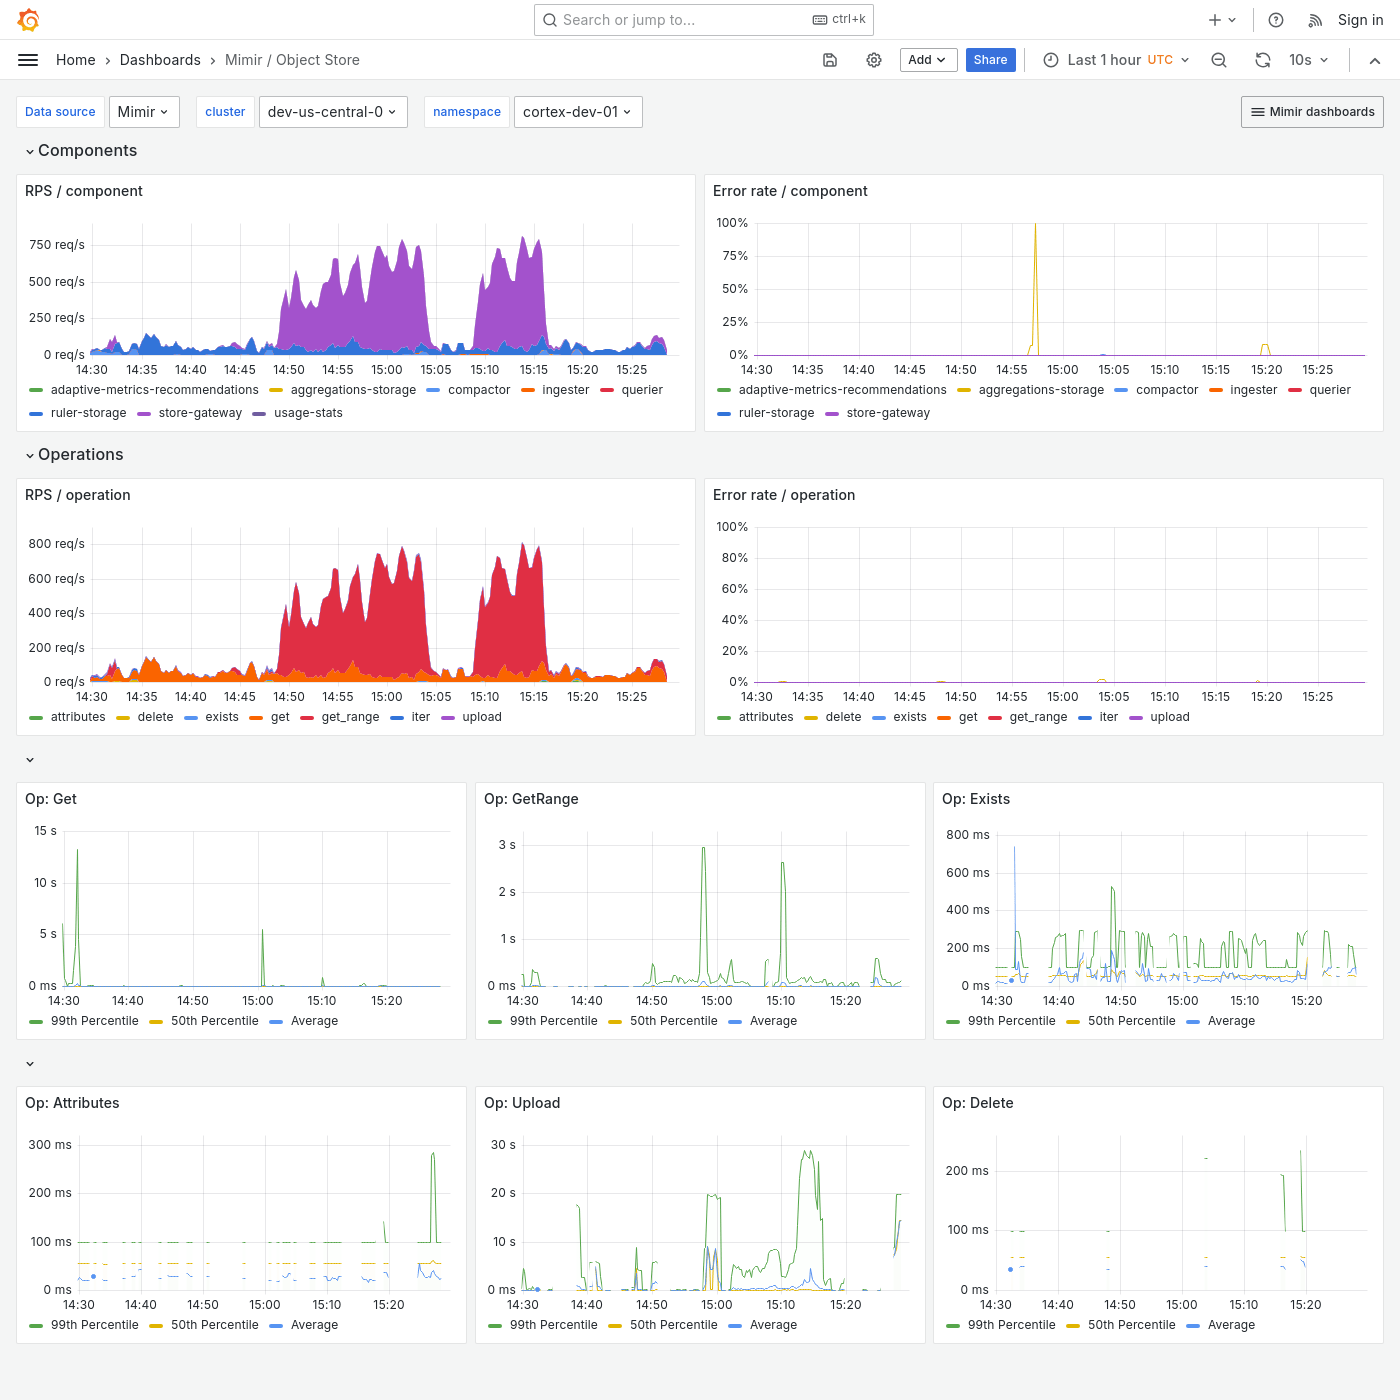 Search or jump to...
ctrl+k
Sign in
Home
Dashboards
Mimir / Object Store
Add
Share
Last 1 hour UTC
10s
Data source
Mimir
cluster
dev-us-central-0
namespace
cortex-dev-01
Mimir dashboards
Components
RPS / component
750 req/s
500 req/s
250 req/s
0 req/s
14:30 14:35 14:40 14:45 14:50 14:55 15:00 15:05 15:10 15:15 15:20 15:25
adaptive-metrics-recommendations aggregations-storage compactor ingester querier
ruler-storage store-gateway usage-stats
Error rate / component
100%
75%
50%
25%
0%
14:30 14:35 14:40 14:45 14:50 14:55 15:00 15:05 15:10 15:15 15:20 15:25
adaptive-metrics-recommendations aggregations-storage compactor ingester querier
ruler-storage store-gateway
Operations
RPS / operation
800 req/s
600 req/s
400 req/s
200 req/s
0 req/s
14:30 14:35 14:40 14:45 14:50 14:55 15:00 15:05 15:10 15:15 15:20 15:25
attributes delete exists get get_range iter upload
Error rate / operation
100%
80%
60%
40%
20%
0%
14:30 14:35 14:40 14:45 14:50 14:55 15:00 15:05 15:10 15:15 15:20 15:25
attributes delete exists get get_range iter upload
Op: Get
15 s
10 s
5 s
0 ms
14:30 14:40 14:50 15:00 15:10 15:20
99th Percentile 50th Percentile Average
Op: GetRange
3 s
2 s
1 s
0 ms
14:30 14:40 14:50 15:00 15:10 15:20
99th Percentile 50th Percentile Average
Op: Exists
800 ms
600 ms
400 ms
200 ms
0 ms
14:30 14:40 14:50 15:00 15:10 15:20
99th Percentile 50th Percentile Average
Op: Attributes
300 ms
200 ms
100 ms
0 ms
14:30 14:40 14:50 15:00 15:10 15:20
99th Percentile 50th Percentile Average
Op: Upload
30 s
20 s
10 s
0 ms
14:30 14:40 14:50 15:00 15:10 15:20
99th Percentile 50th Percentile Average
Op: Delete
200 ms
100 ms
0 ms
14:30 14:40 14:50 15:00 15:10 15:20
99th Percentile 50th Percentile Average